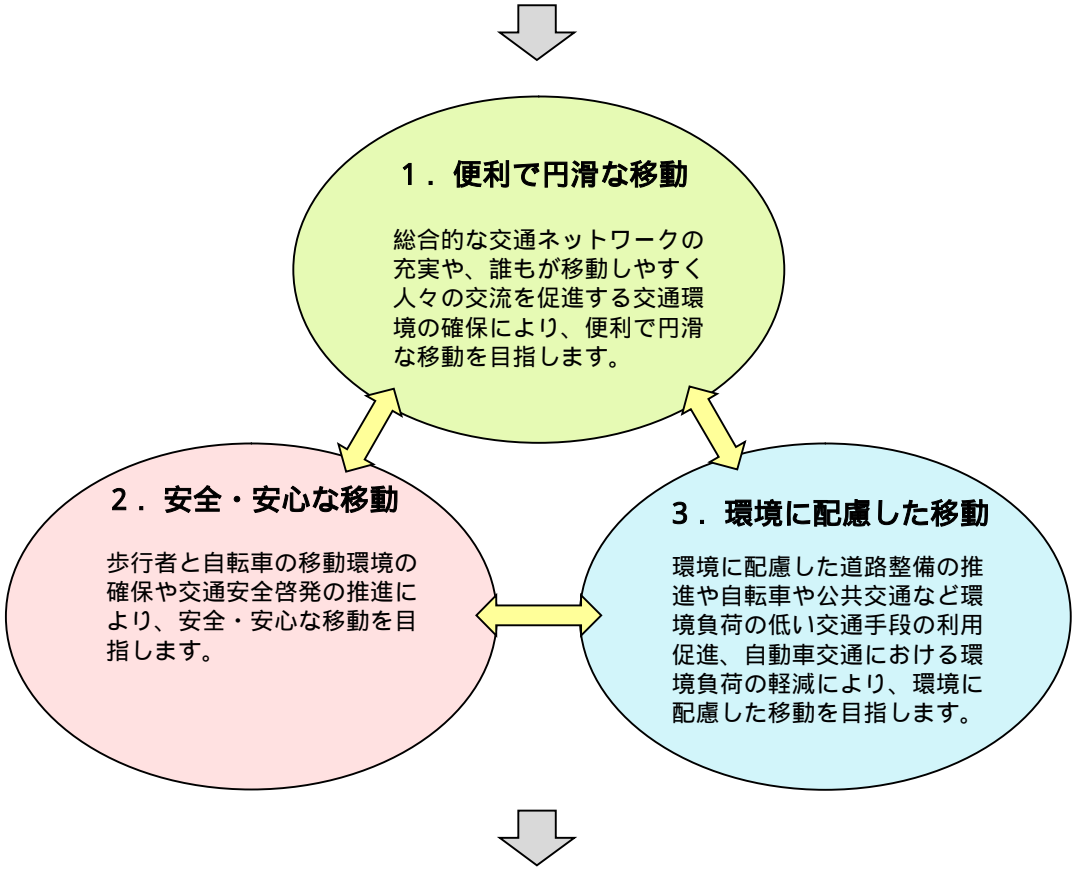 1．便利で円滑な移動
総合的な交通ネットワークの
充実や、誰もが移動しやすく
人々の交流を促進する交通環
境の確保により、便利で円滑
な移動を目指します。
2．安全・安心な移動
歩行者と自転車の移動環境の
確保や交通安全啓発の推進に
より、安全・安心な移動を目
指します。
3．環境に配慮した移動
環境に配慮した道路整備の推
進や自転車や公共交通など環
境負荷の低い交通手段の利用
促進、自動車交通における環
境負荷の軽減により、環境に
配慮した移動を目指します。